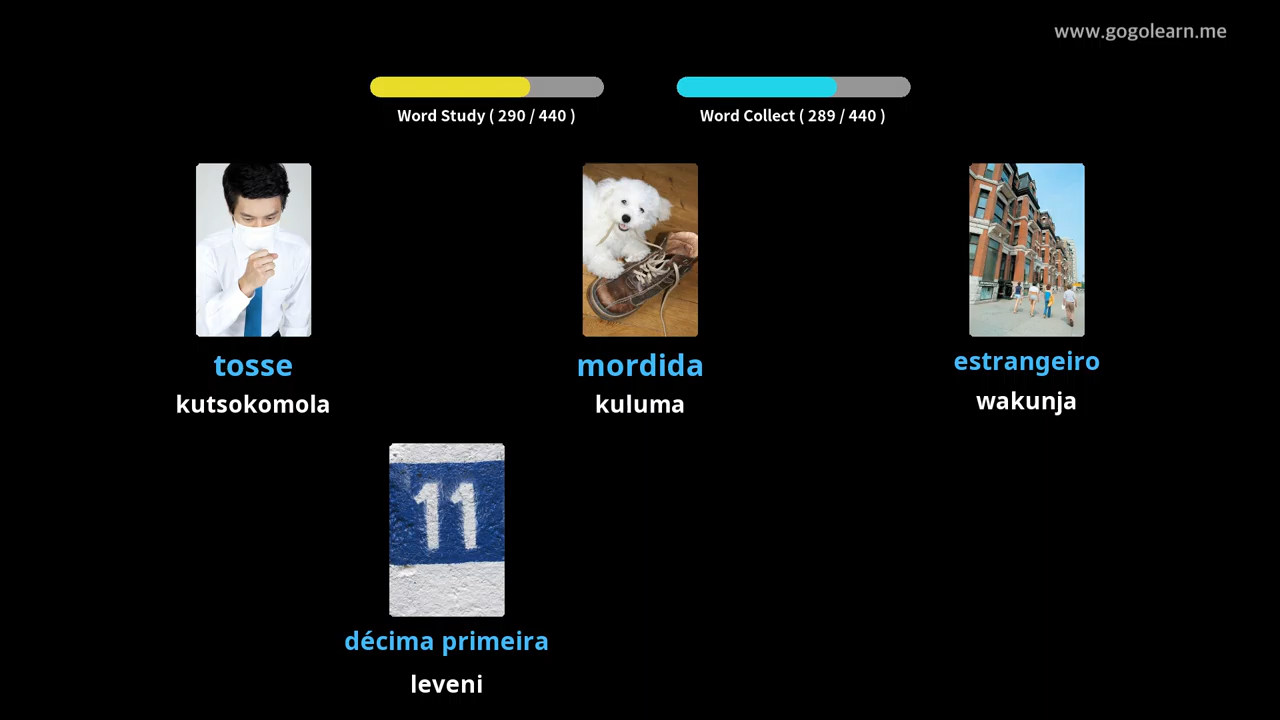 www.gogolearn.me
Word Study ( 290 / 440 )
Word Collect ( 289 / 440 )
tosse
kutsokomola
mordida
kuluma
estrangeiro
wakunja
11
décima primeira
leveni